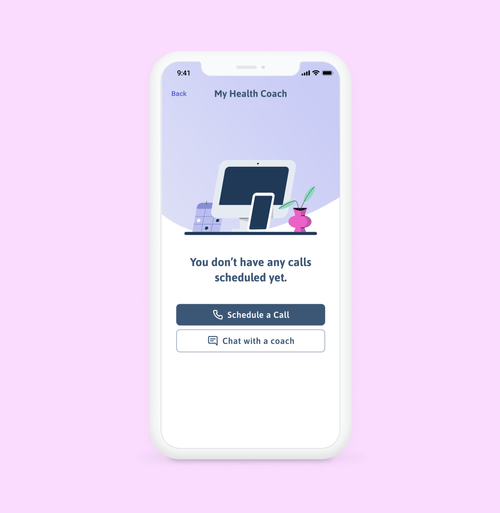 9:41
Back
My Health Coach
You don’t have any calls
scheduled yet.
Schedule a Call
Chat with a coach